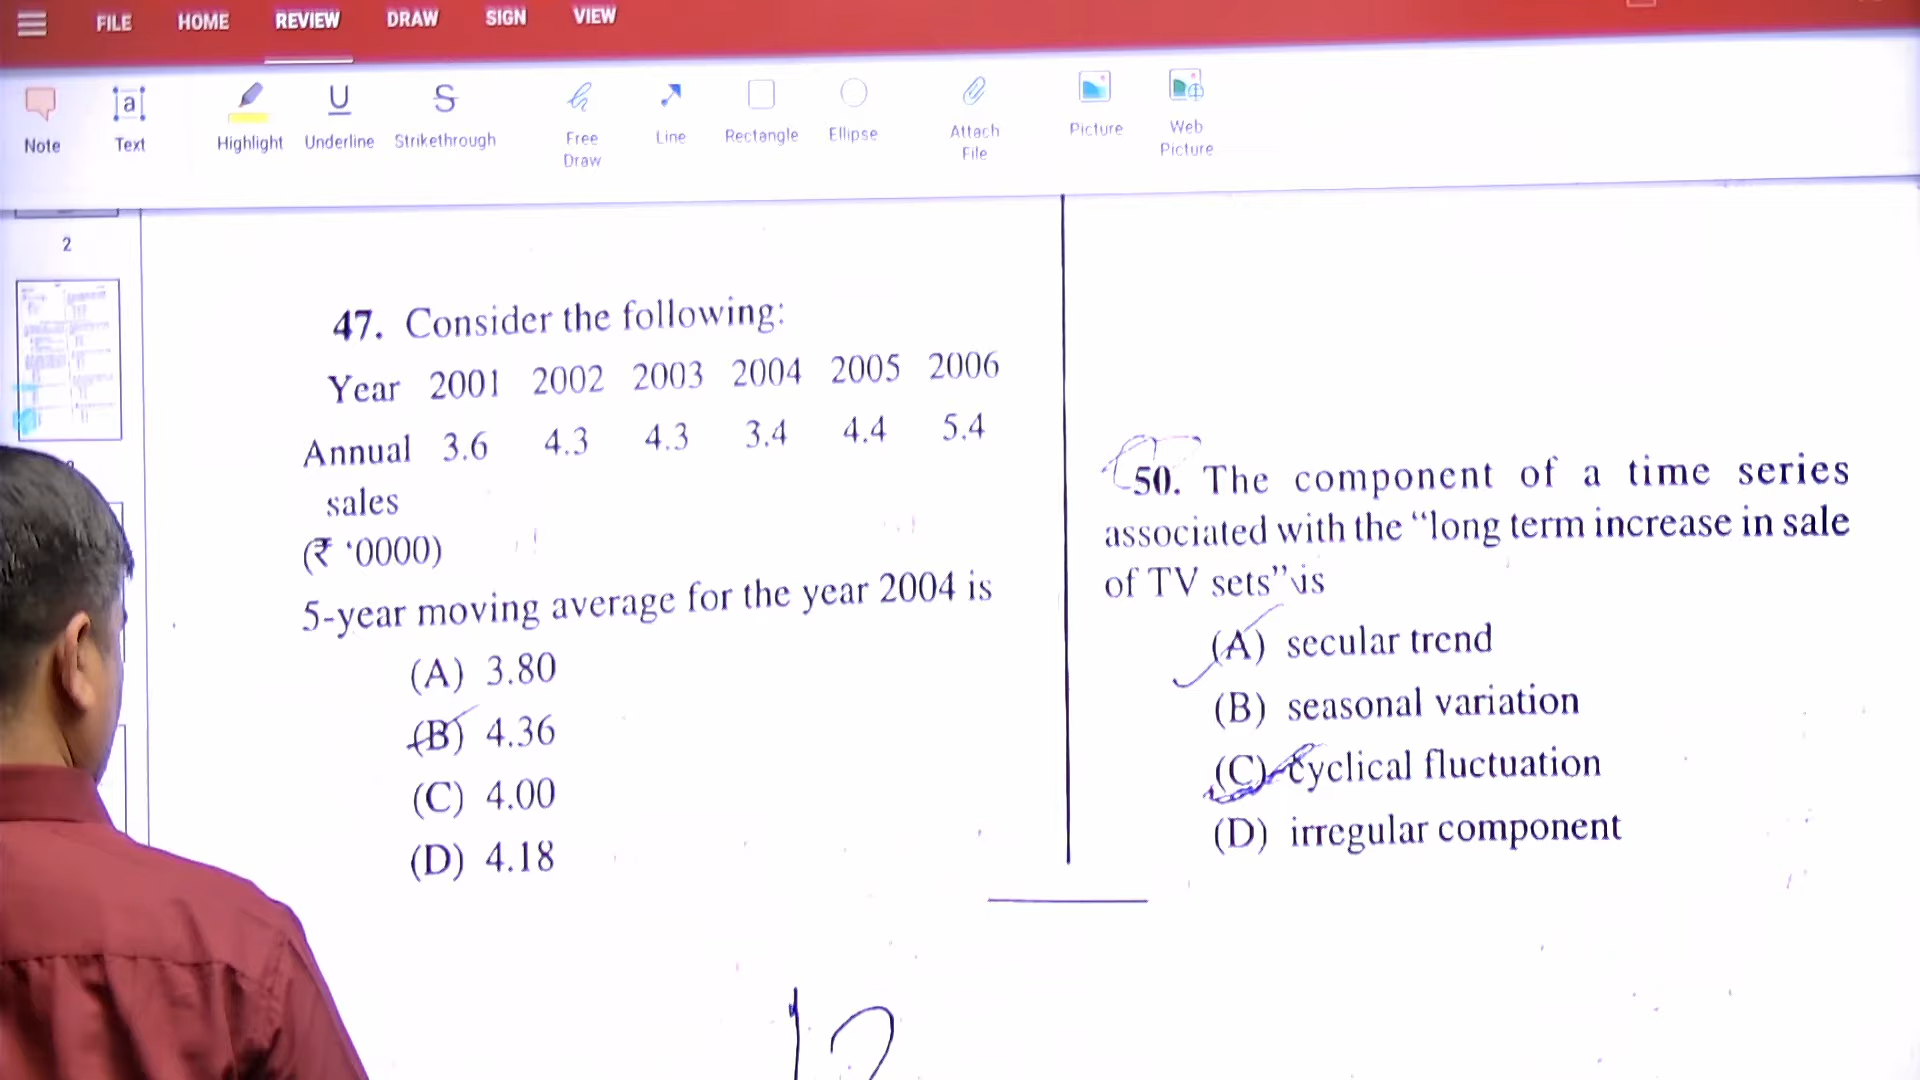 FILE HOME REVIEW DRAW SIGN VIEW
Note Text Highlight Underline Strikethrough Free Draw Line Rectangle Ellipse Attach File Picture Web Picture
2
47. Consider the following:
Year 2001 2002 2003 2004 2005 2006
Annual 3.6 4.3 4.3 3.4 4.4 5.4
sales
(₹ '0000)
5-year moving average for the year 2004 is
(A) 3.80
(B) 4.36
(C) 4.00
(D) 4.18
50. The component of a time series
associated with the “long term increase in sale
of TV sets” is
(A) secular trend
(B) seasonal variation
(C) cyclical fluctuation
(D) irregular component